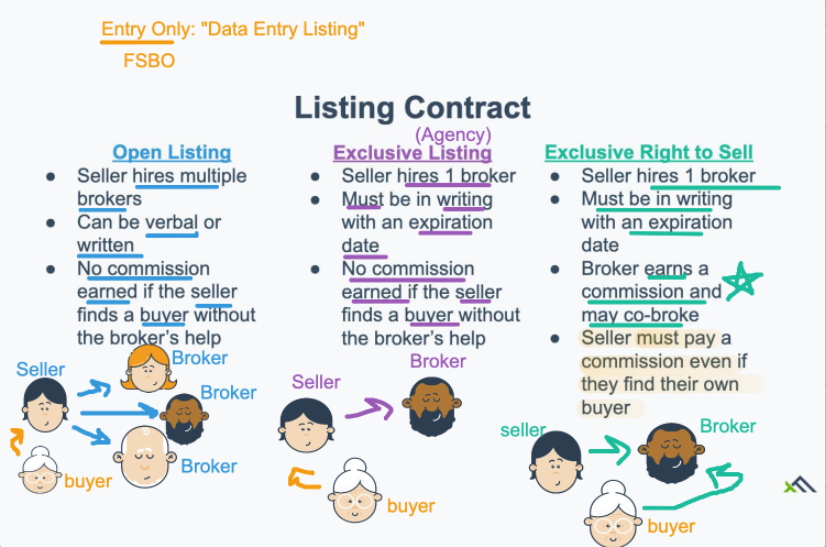 Entry Only: "Data Entry Listing"
FSBO
Listing Contract
(Agency)
Open Listing
● Seller hires multiple
brokers
● Can be verbal or
written
● No commission
earned if the seller
finds a buyer without
the broker's help
Seller
Broker
Broker
Broker
buyer
Exclusive Listing
● Seller hires 1 broker
● Must be in writing
with an expiration
date
● No commission
earned if the seller
finds a buyer without
the broker's help
Seller
Broker
buyer
Exclusive Right to Sell
● Seller hires 1 broker
● Must be in writing
with an expiration
date
● Broker earns a
commission and
may co-broke
● Seller must pay a
commission even if
they find their own
buyer
seller
Broker
buyer